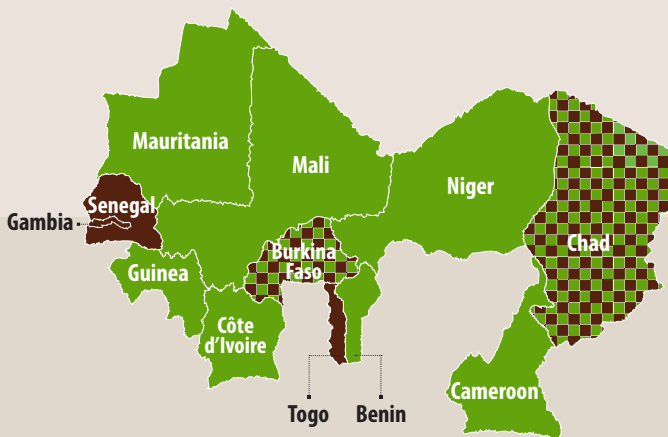 Mauritania
Mali
Niger
Senegal
Gambia
Chad
Burkina
Faso
Guinea
Côte
d'Ivoire
Cameroon
Togo
Benin